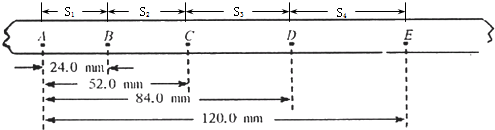 S₁ S₂ S₃ S₄
A B C D E
24.0 mm
52.0 mm
84.0 mm
120.0 mm